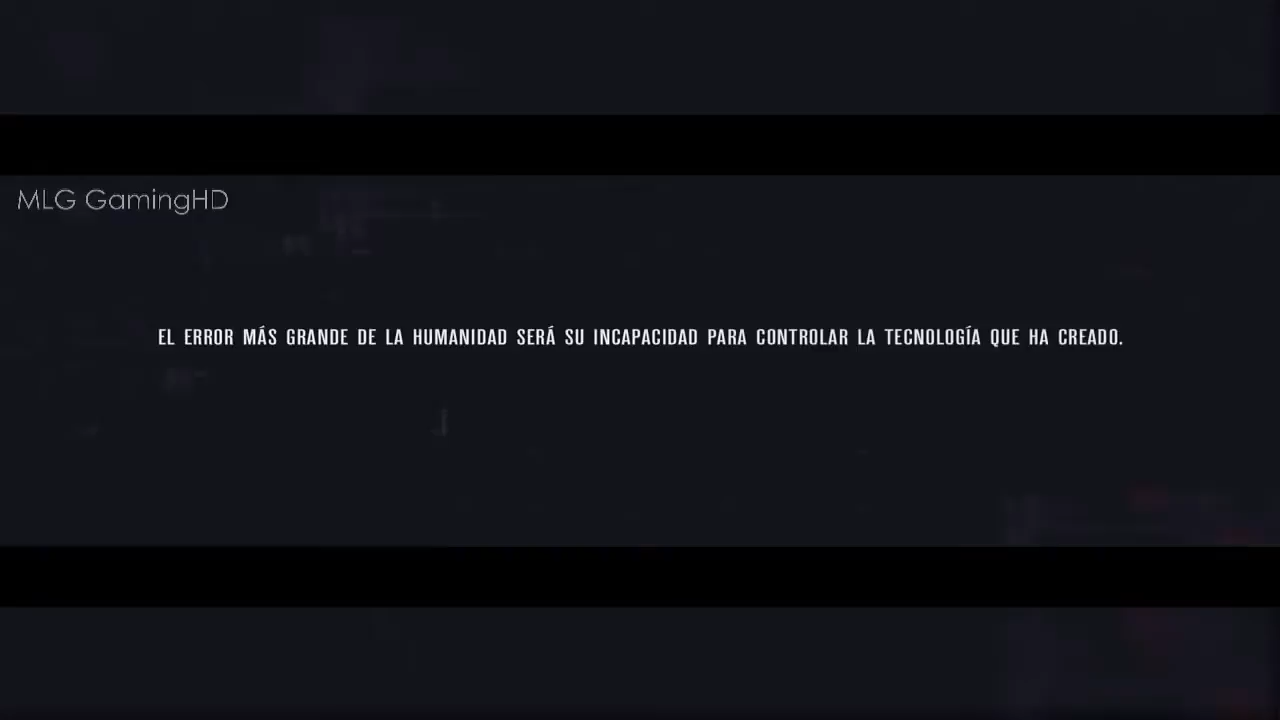 MLG GamingHD
EL ERROR MÁS GRANDE DE LA HUMANIDAD SERÁ SU INCAPACIDAD PARA CONTROLAR LA TECNOLOGÍA QUE HA CREADO.